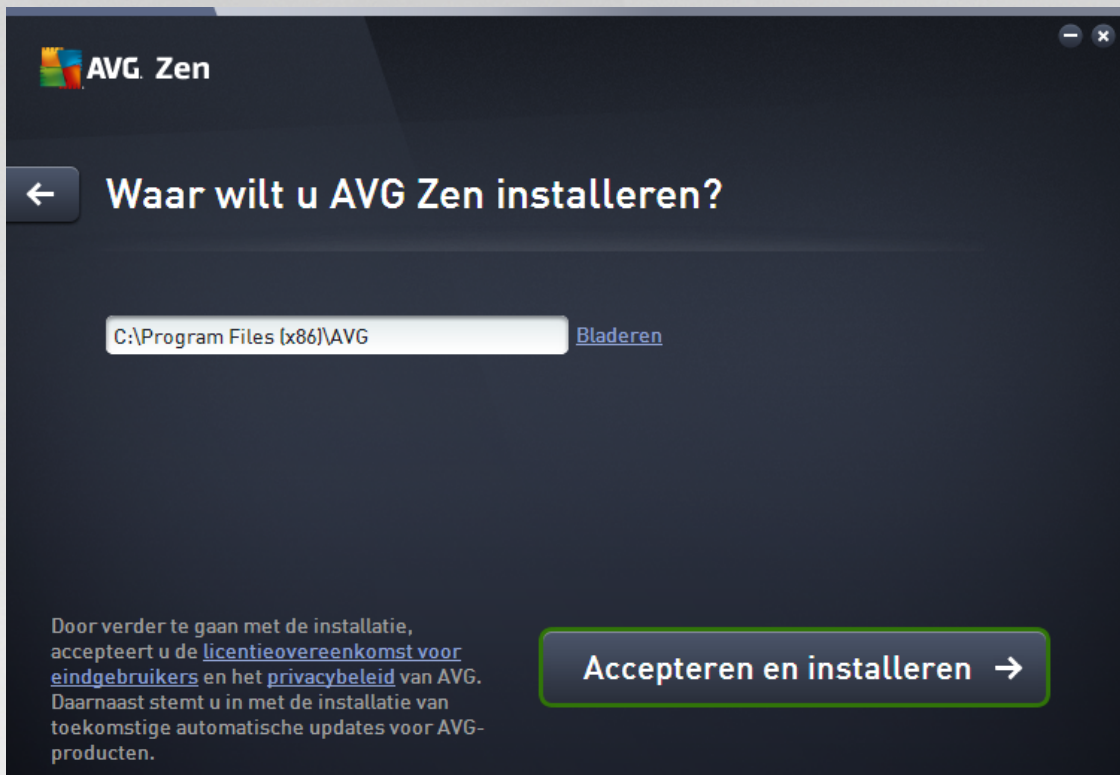 AVG Zen
Waar wilt u AVG Zen installeren?
C:\Program Files (x86)\AVG
Bladeren
Door verder te gaan met de installatie,
accepteert u de licentieovereenkomst voor
eindgebruikers en het privacybeleid van AVG.
Daarnaast stemt u in met de installatie van
toekomstige automatische updates voor AVG-
producten.
Accepteren en installeren